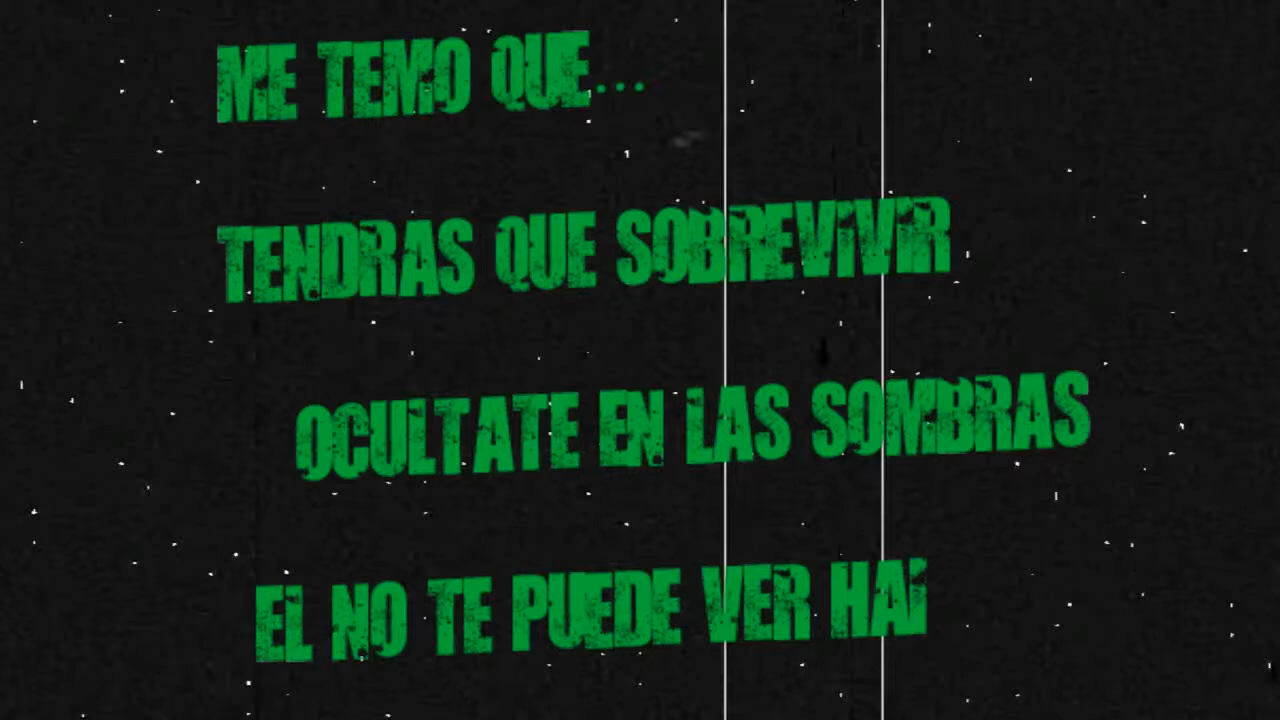 ME TEMO QUE...
TENDRAS QUE SOBREVIVIR
OCULTATE EN LAS SOMBRAS
EL NO TE PUEDE VER HAI